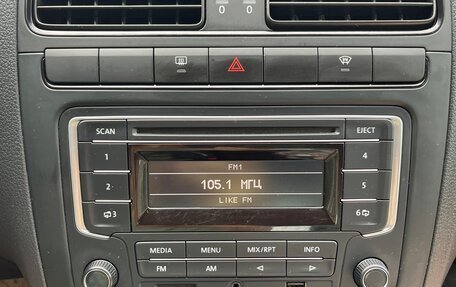 0 0
SCAN EJECT
1 FM1 4
2 105.1 МГЦ 5
3 LIKE FM 6
MEDIA MENU MIX/RPT INFO
FM AM